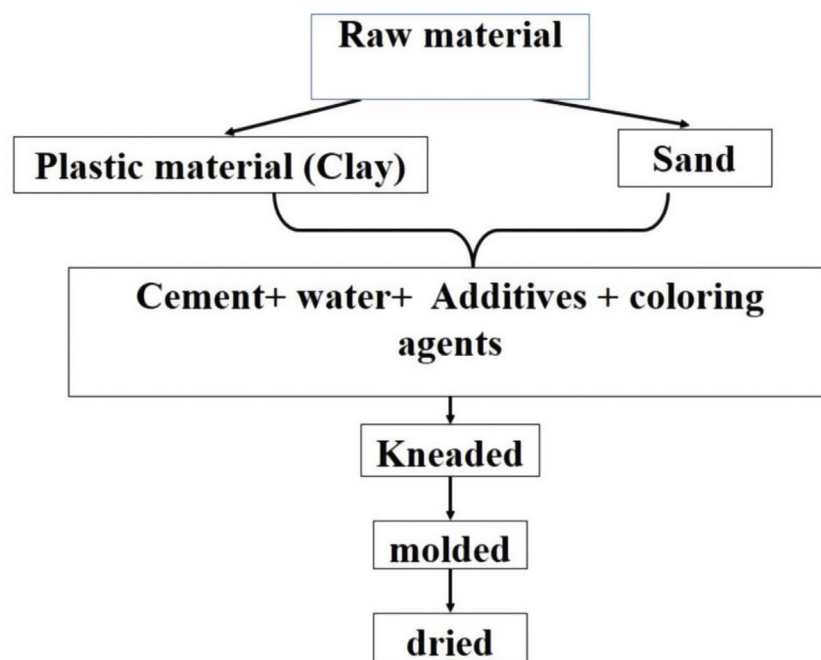 Raw material
Plastic material (Clay)
Sand
Cement+ water+ Additives + coloring
agents
Kneaded
molded
dried